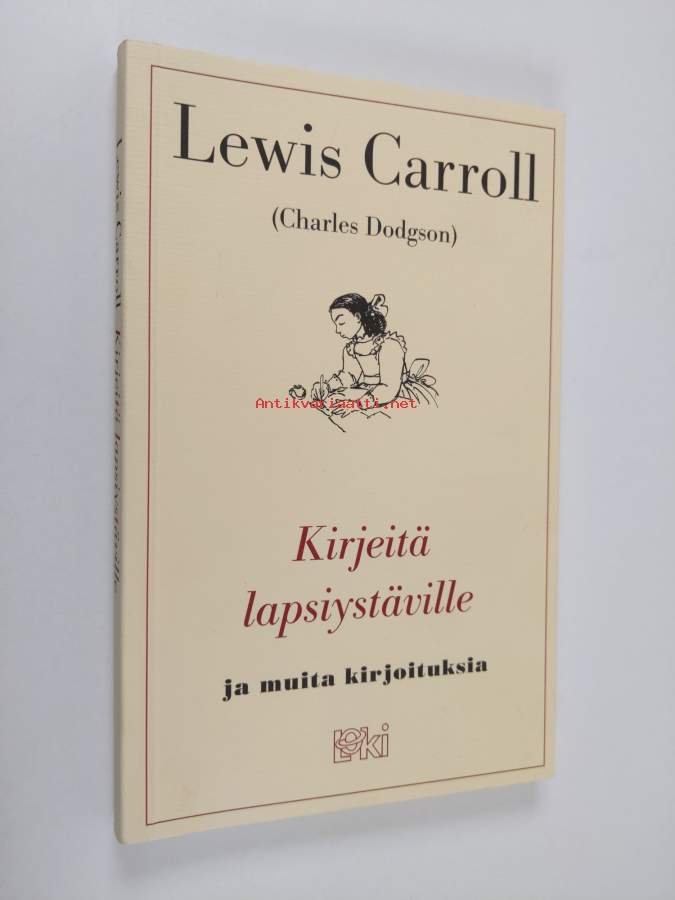 Lewis Carroll
(Charles Dodgson)
Antikvariaatti.net
Kirjeitä
lapsiystäville
ja muita kirjoituksia
Loki
Lewis Carroll Kirjeitä lapsiystäville